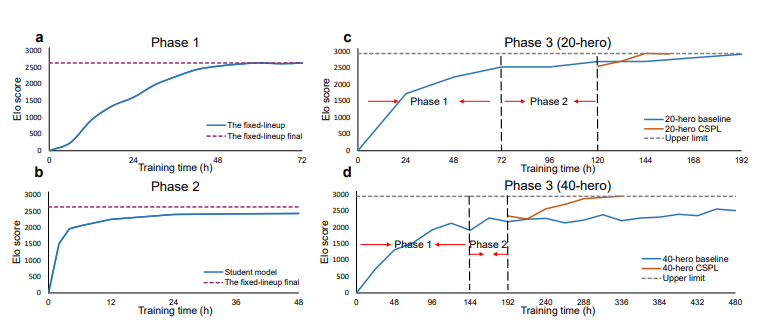 a
Phase 1
Elo score
3000
2500
2000
1500
1000
500
0
The fixed-lineup
The fixed-lineup final
0 24 48 72
Training time (h)
b
Phase 2
Elo score
3000
2500
2000
1500
1000
500
0
Student model
The fixed-lineup final
0 12 24 36 48
Training time (h)
c
Phase 3 (20-hero)
Elo score
3000
2500
2000
1500
1000
500
0
Phase 1
Phase 2
20-hero baseline
20-hero CSPL
Upper limit
0 24 48 72 96 120 144 168 192
Training time (h)
d
Phase 3 (40-hero)
Elo score
3000
2500
2000
1500
1000
500
0
Phase 1
Phase 2
40-hero baseline
40-hero CSPL
Upper limit
0 48 96 144 192 240 288 336 384 432 480
Training time (h)